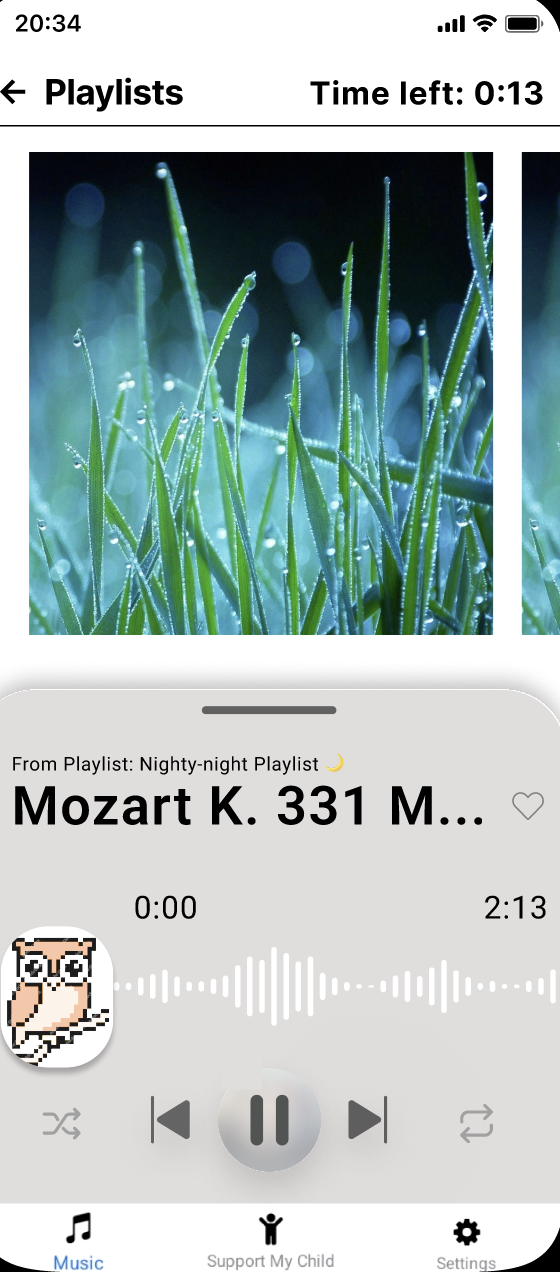 20:34
Playlists
Time left: 0:13
From Playlist: Nighty-night Playlist 🌙
Mozart K. 331 M...
0:00
2:13
Music
Support My Child
Settings